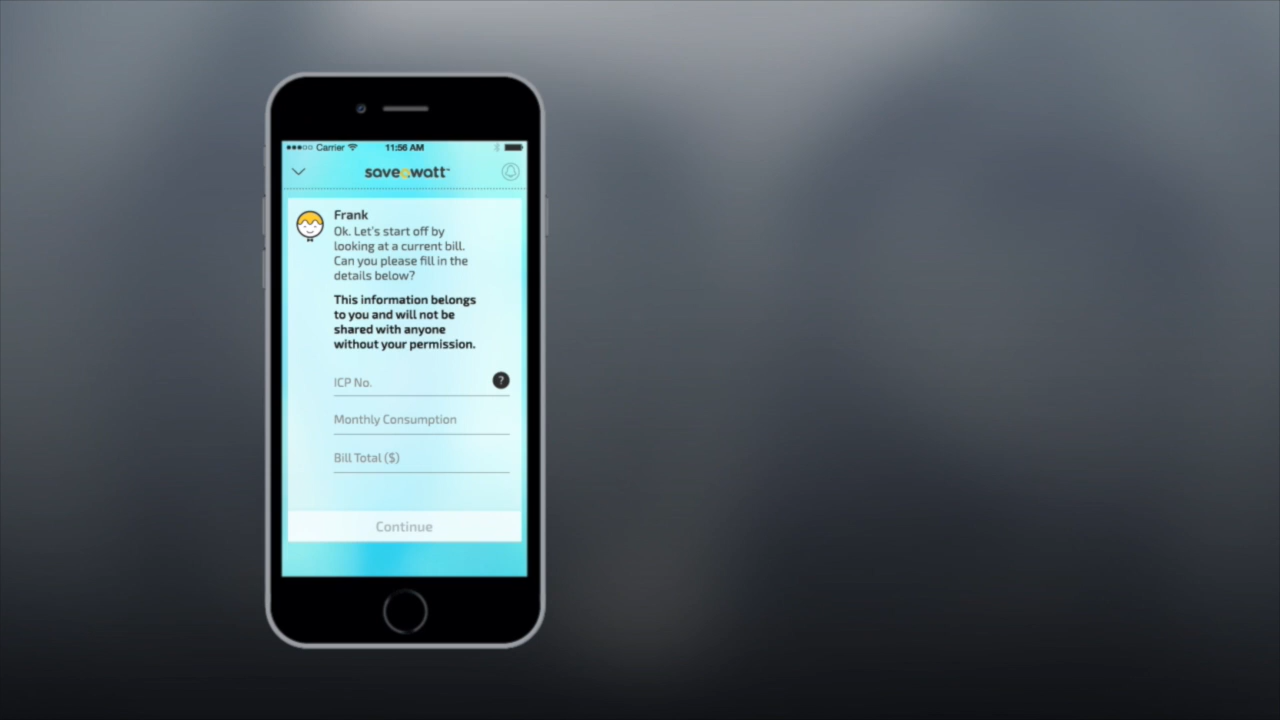 Carrier 11:56 AM
saveawatt™
Frank
Ok. Let's start off by
looking at a current bill.
Can you please fill in the
details below?
This information belongs
to you and will not be
shared with anyone
without your permission.
ICP No. ?
Monthly Consumption
Bill Total ($)
Continue